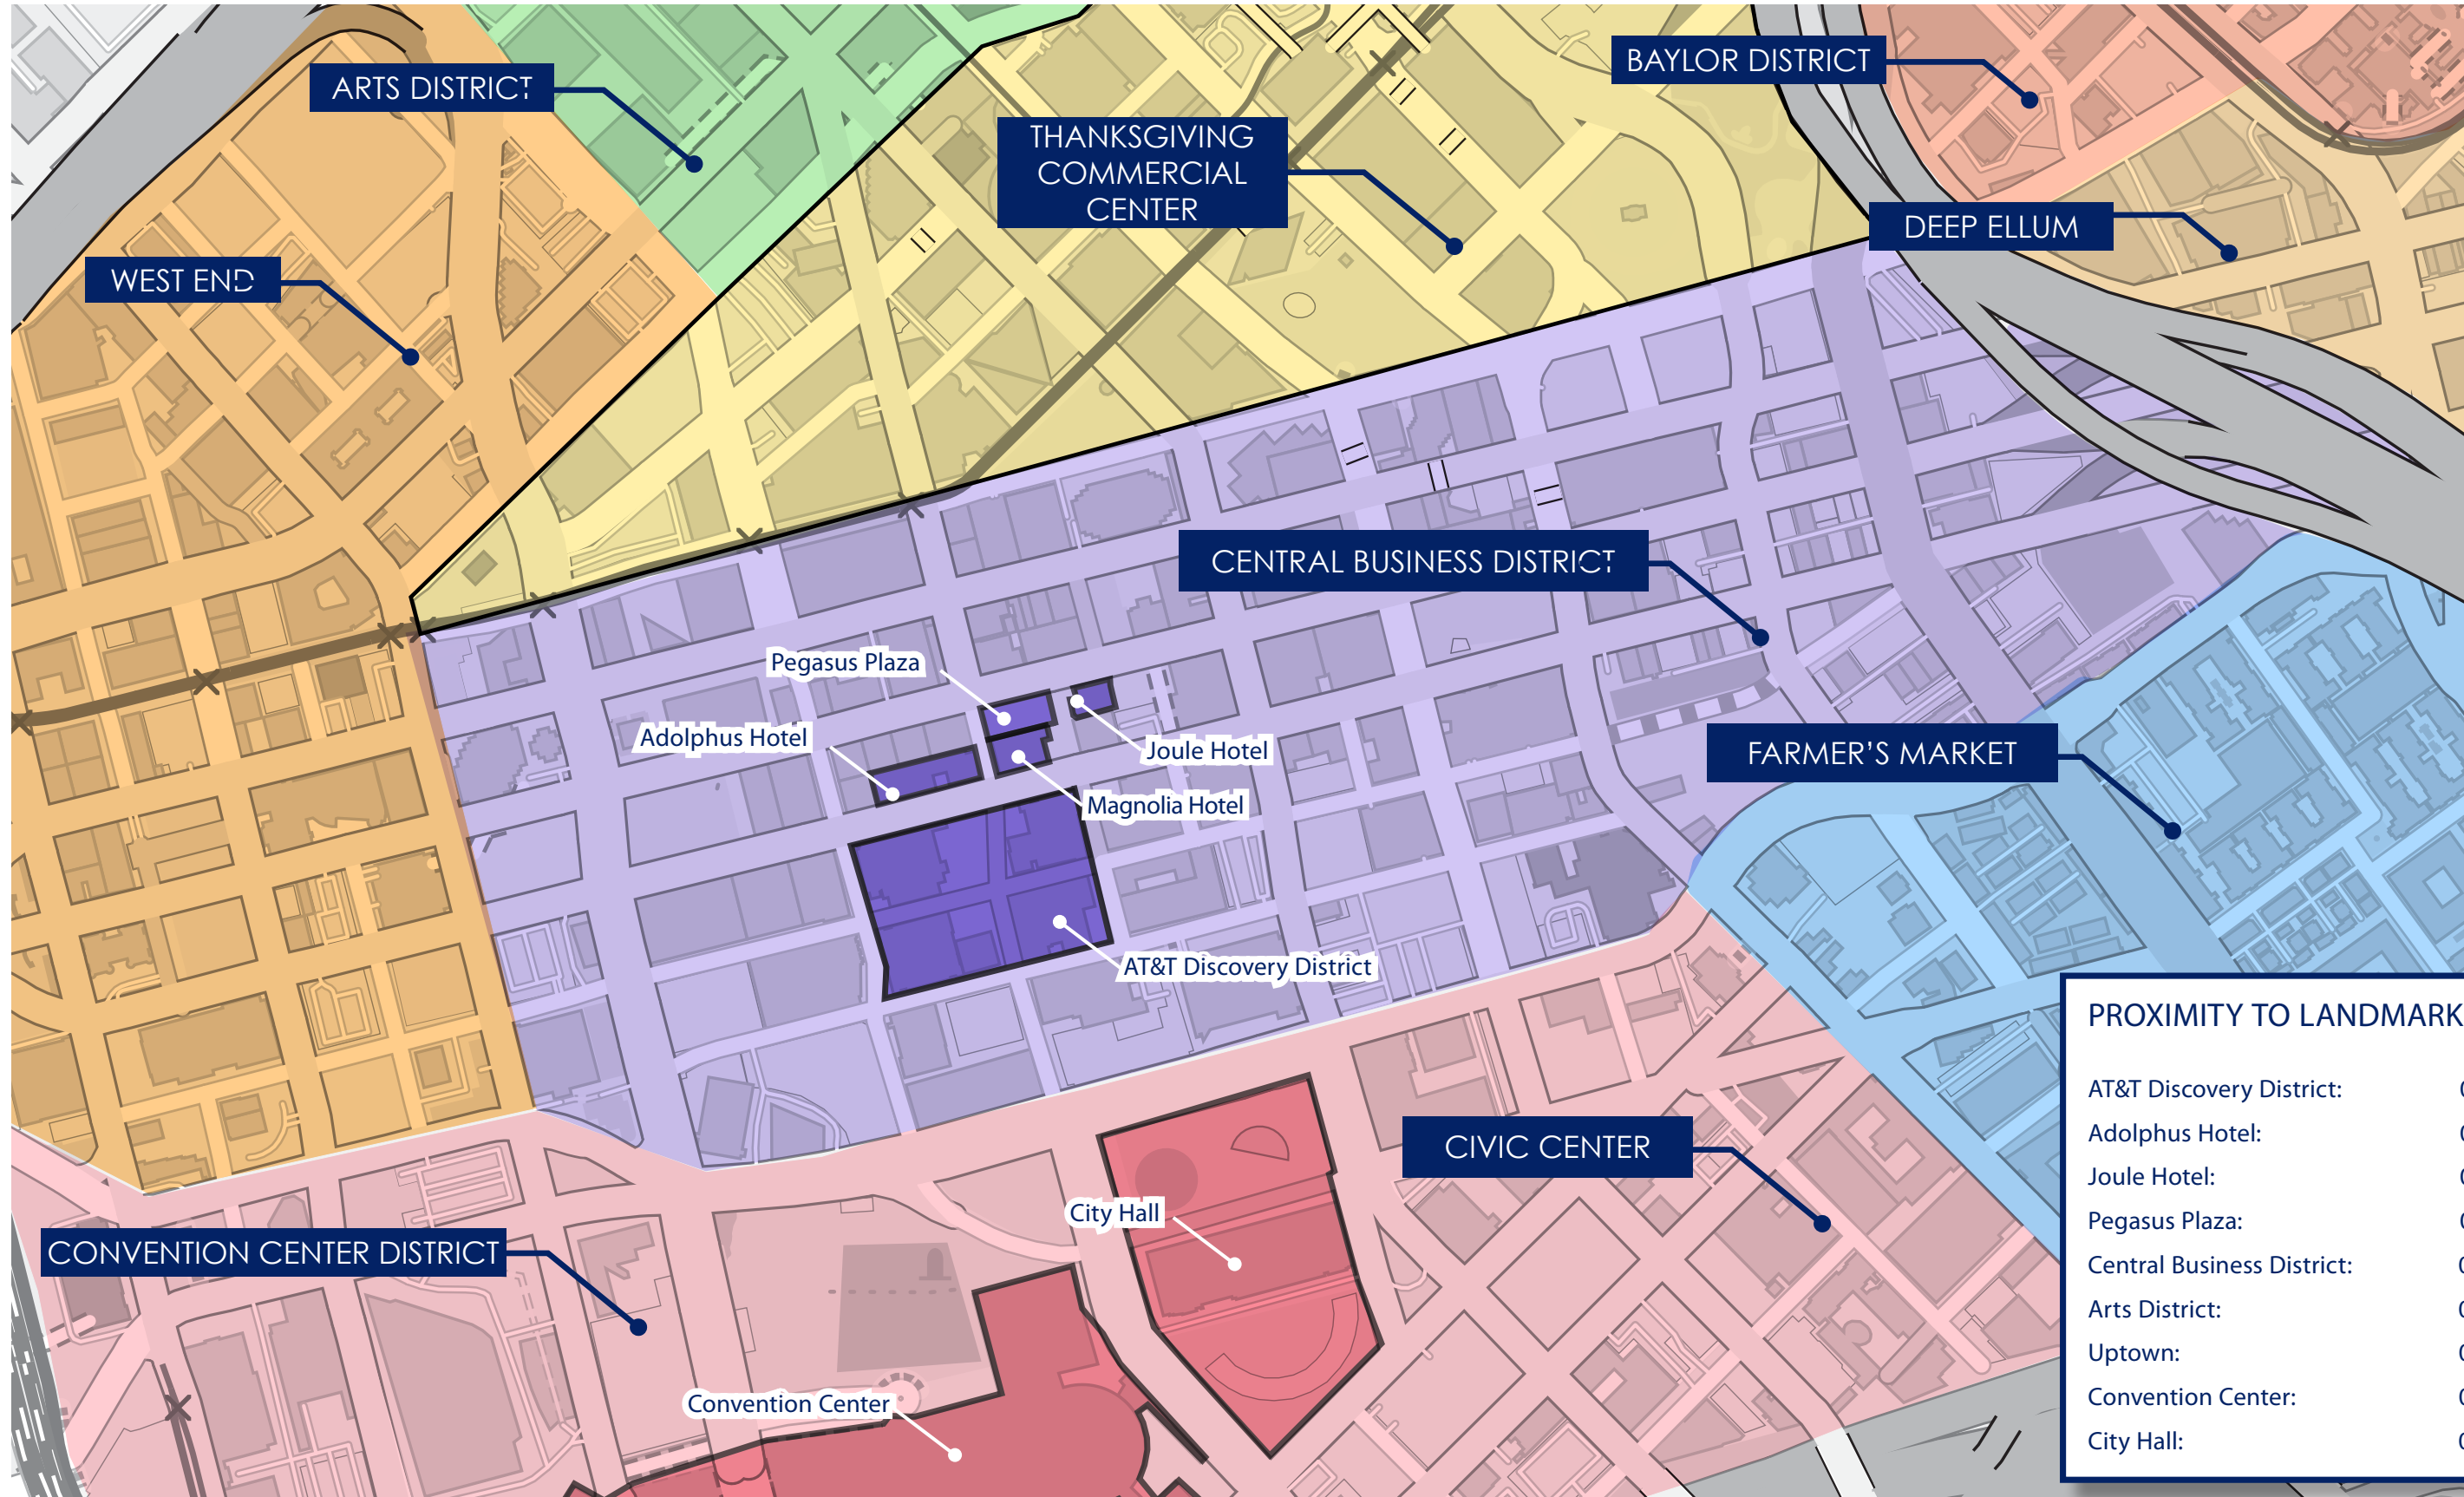 ARTS DISTRICT
BAYLOR DISTRICT
THANKSGIVING
COMMERCIAL
CENTER
DEEP ELLUM
WEST END
CENTRAL BUSINESS DISTRICT
Pegasus Plaza
Adolphus Hotel
Joule Hotel
FARMER'S MARKET
Magnolia Hotel
AT&T Discovery District
CIVIC CENTER
City Hall
CONVENTION CENTER DISTRICT
Convention Center
PROXIMITY TO LANDMARK
AT&T Discovery District:
Adolphus Hotel:
Joule Hotel:
Pegasus Plaza:
Central Business District:
Arts District:
Uptown:
Convention Center:
City Hall: